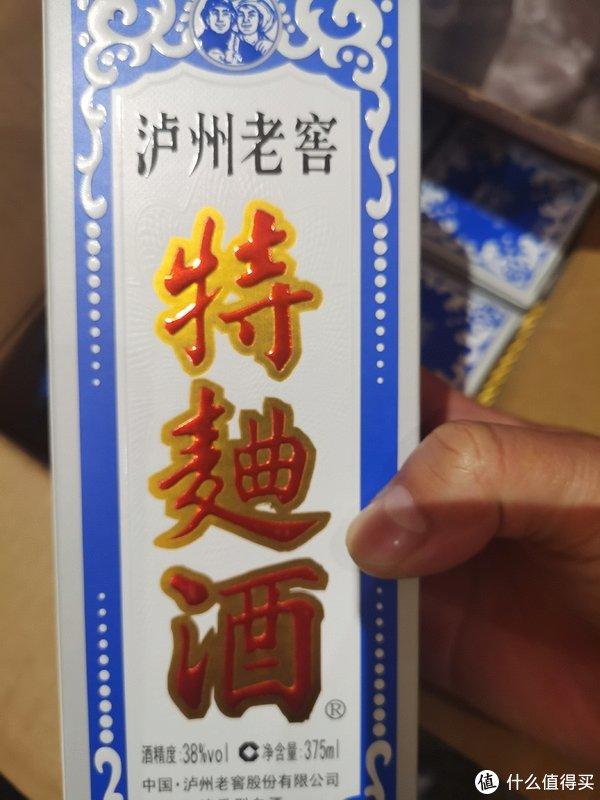 泸州老窖
特麯酒
®
酒精度:38%vol 净含量:375ml
中国·泸州老窖股份有限公司
值 什么值得买